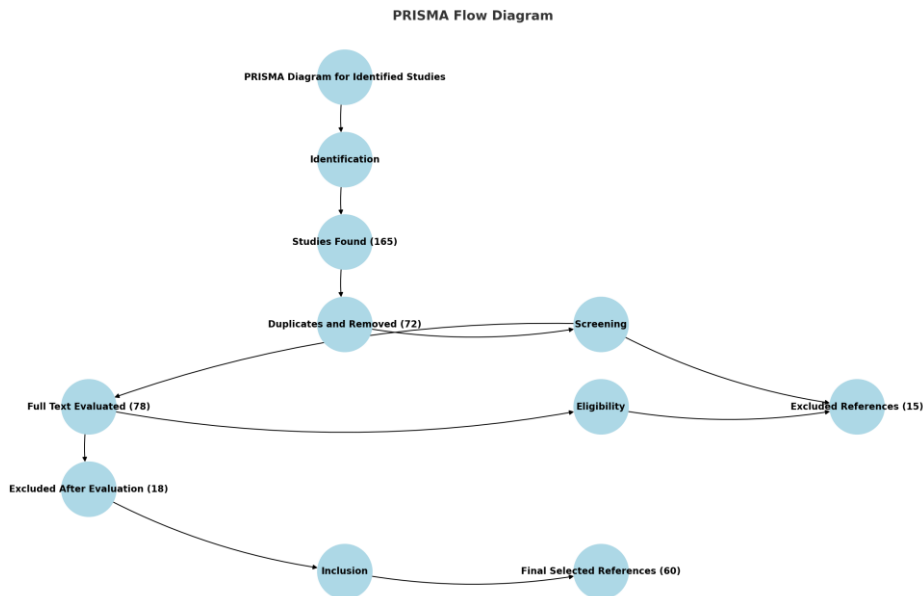 PRISMA Flow Diagram
PRISMA Diagram for Identified Studies
Identification
Studies Found (165)
Duplicates and Removed (72)
Screening
Full Text Evaluated (78)
Eligibility
Excluded References (15)
Excluded After Evaluation (18)
Inclusion
Final Selected References (60)